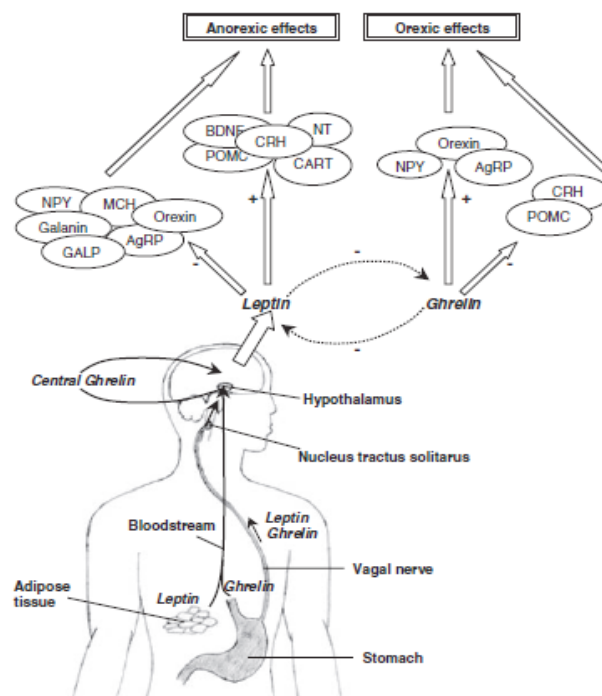 Anorexic effects
Orexic effects
BDNF
NT
CRH
POMC
CART
+
NPY
MCH
Orexin
Galanin
AgRP
GALP
-
Orexin
NPY
AgRP
+
CRH
POMC
-
-
Leptin
Ghrelin
-
Central Ghrelin
Hypothalamus
Nucleus tractus solitarus
Leptin
Ghrelin
Bloodstream
Vagal nerve
Adipose
tissue
Leptin
Ghrelin
Stomach